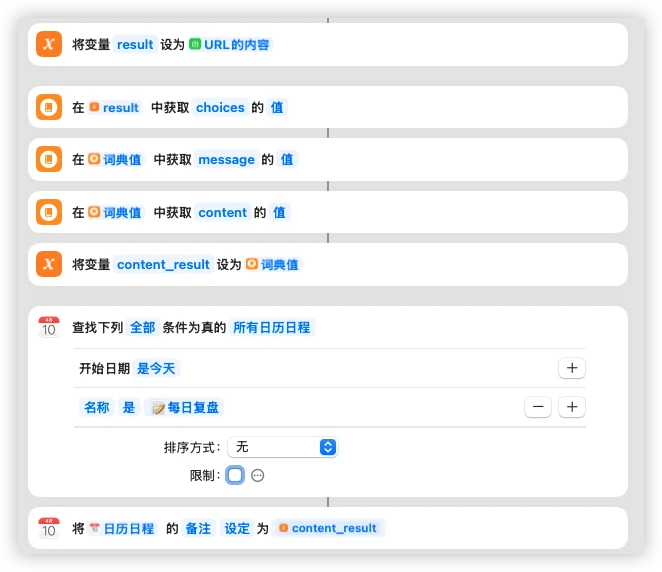 将变量 result 设为 URL的内容
在 result 中获取 choices 的 值
在 词典值 中获取 message 的 值
在 词典值 中获取 content 的 值
将变量 content_result 设为 词典值
10 查找下列 全部 条件为真的 所有日历日程
开始日期 是今天
名称 是 📝每日复盘
排序方式： 无
限制：
10 将 日历日程 的 备注 设定 为 content_result